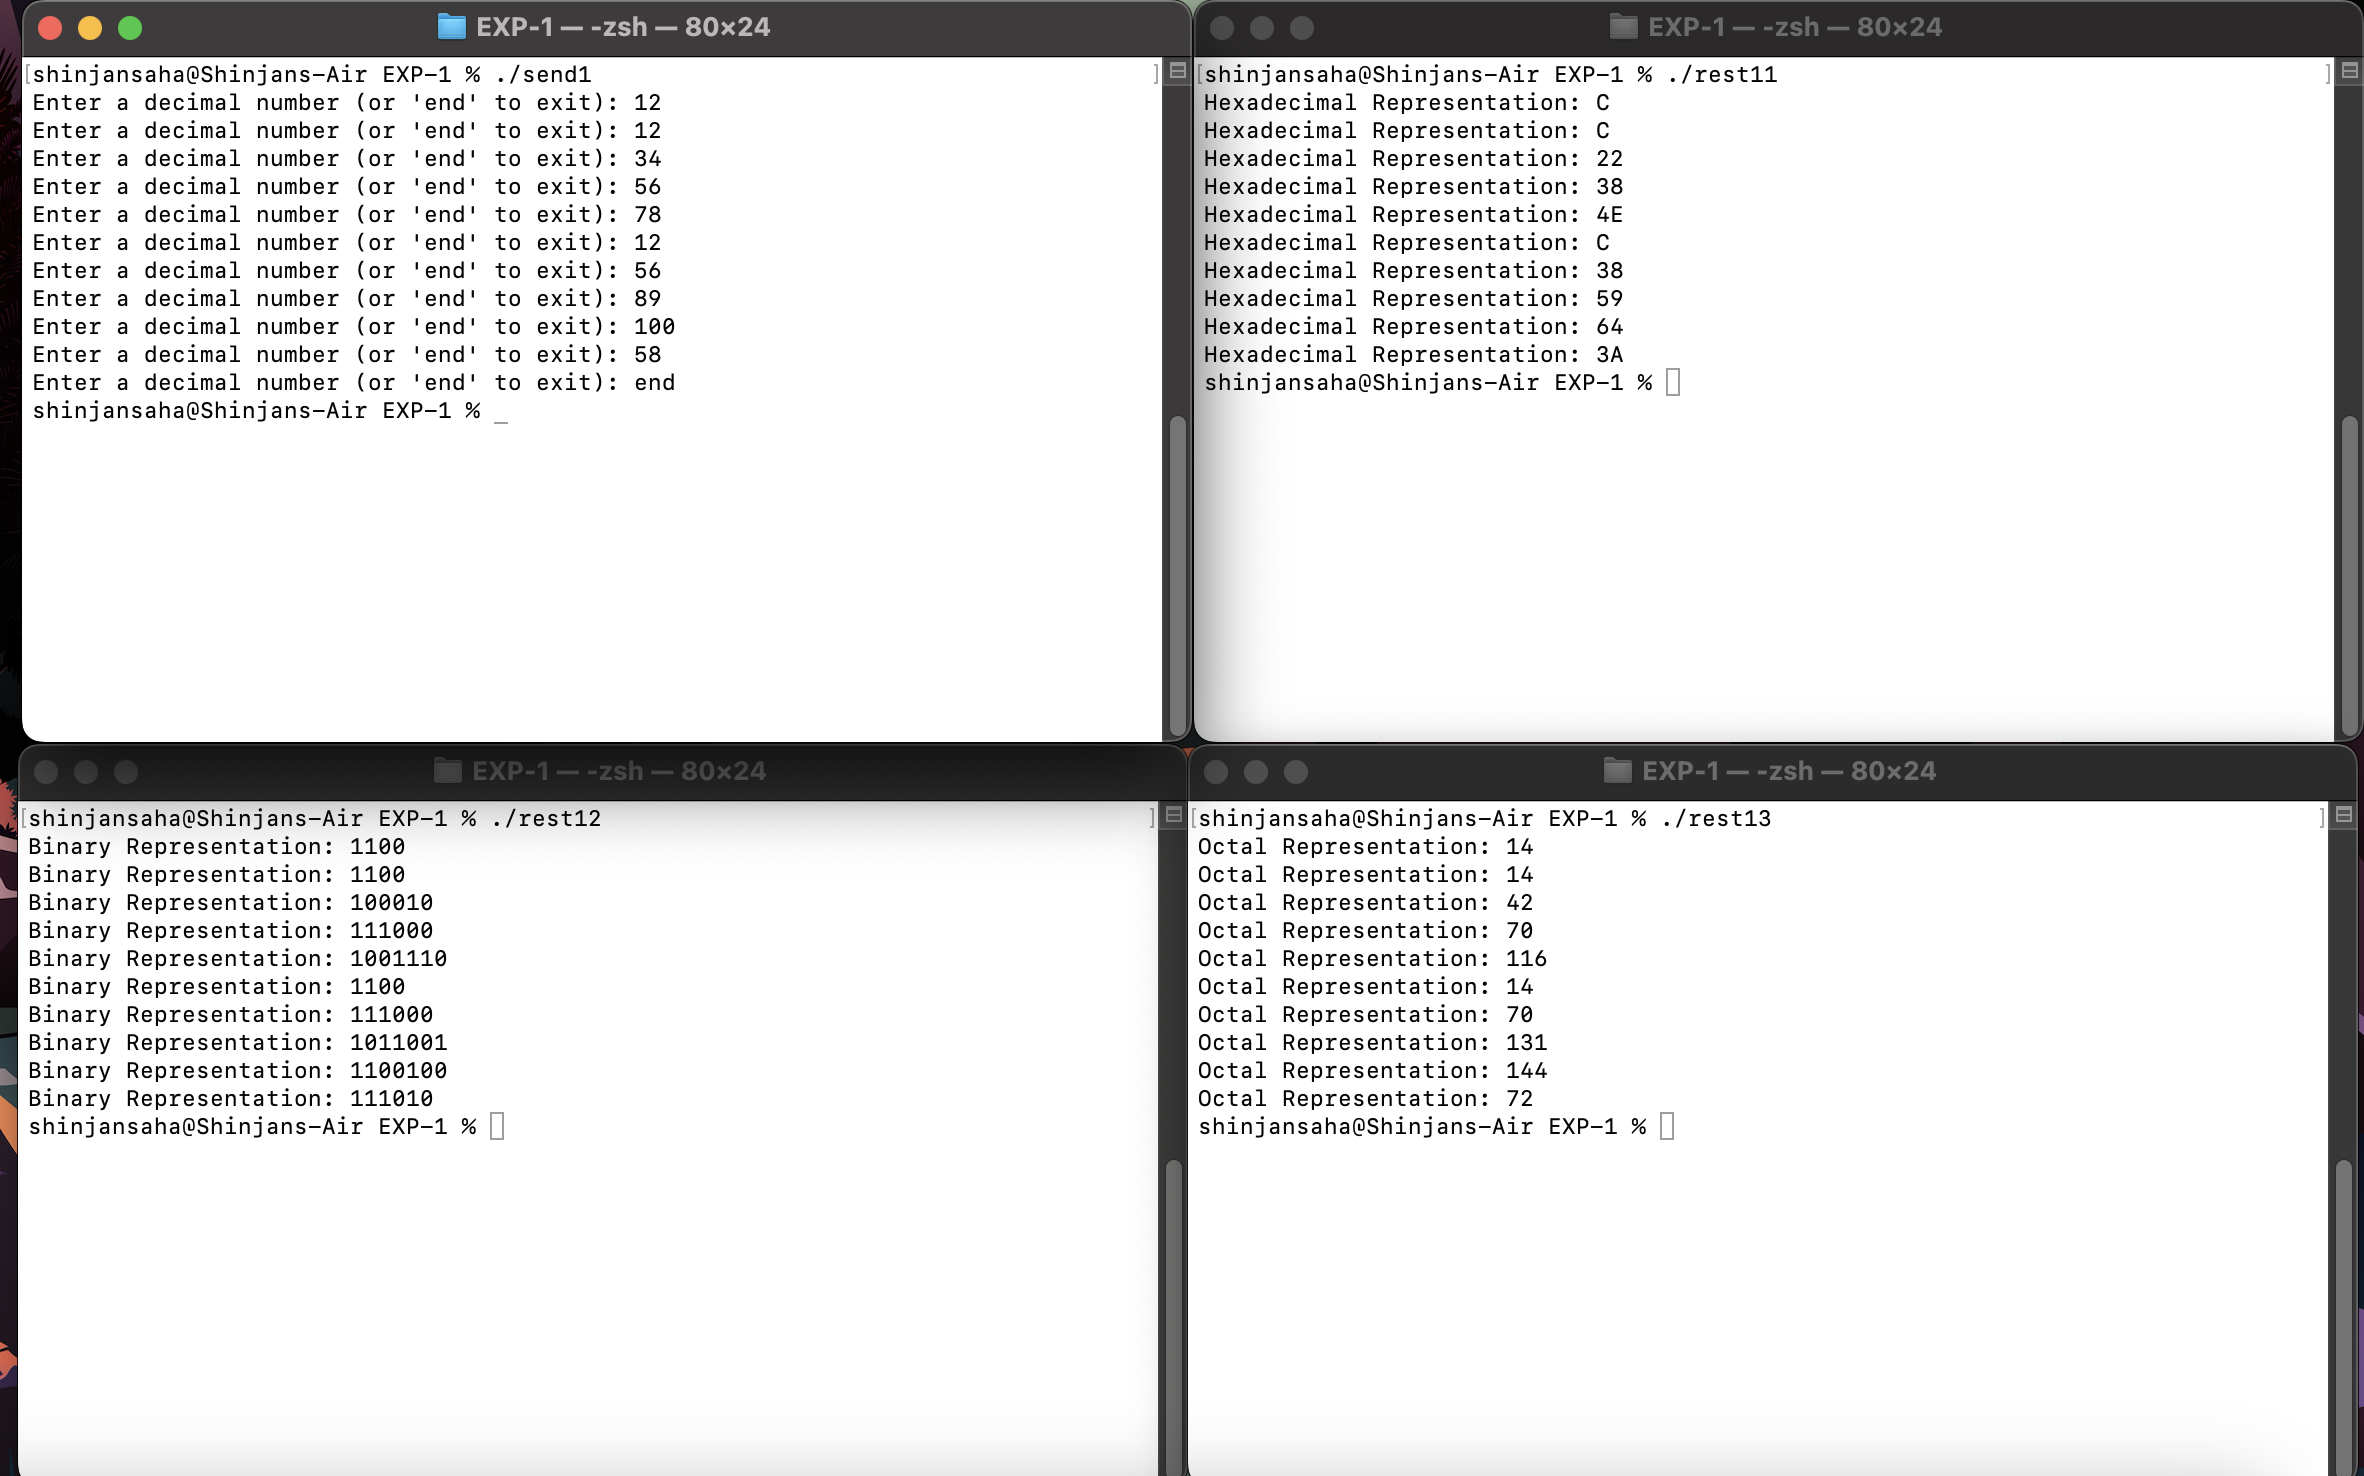 EXP-1 — -zsh — 80×24
[shinjansaha@Shinjans-Air EXP-1 % ./send1 ]
Enter a decimal number (or 'end' to exit): 12
Enter a decimal number (or 'end' to exit): 12
Enter a decimal number (or 'end' to exit): 34
Enter a decimal number (or 'end' to exit): 56
Enter a decimal number (or 'end' to exit): 78
Enter a decimal number (or 'end' to exit): 12
Enter a decimal number (or 'end' to exit): 56
Enter a decimal number (or 'end' to exit): 89
Enter a decimal number (or 'end' to exit): 100
Enter a decimal number (or 'end' to exit): 58
Enter a decimal number (or 'end' to exit): end
shinjansaha@Shinjans-Air EXP-1 % _
EXP-1 — -zsh — 80×24
[shinjansaha@Shinjans-Air EXP-1 % ./rest11 ]
Hexadecimal Representation: C
Hexadecimal Representation: C
Hexadecimal Representation: 22
Hexadecimal Representation: 38
Hexadecimal Representation: 4E
Hexadecimal Representation: C
Hexadecimal Representation: 38
Hexadecimal Representation: 59
Hexadecimal Representation: 64
Hexadecimal Representation: 3A
shinjansaha@Shinjans-Air EXP-1 %
EXP-1 — -zsh — 80×24
[shinjansaha@Shinjans-Air EXP-1 % ./rest12 ]
Binary Representation: 1100
Binary Representation: 1100
Binary Representation: 100010
Binary Representation: 111000
Binary Representation: 1001110
Binary Representation: 1100
Binary Representation: 111000
Binary Representation: 1011001
Binary Representation: 1100100
Binary Representation: 111010
shinjansaha@Shinjans-Air EXP-1 %
EXP-1 — -zsh — 80×24
[shinjansaha@Shinjans-Air EXP-1 % ./rest13 ]
Octal Representation: 14
Octal Representation: 14
Octal Representation: 42
Octal Representation: 70
Octal Representation: 116
Octal Representation: 14
Octal Representation: 70
Octal Representation: 131
Octal Representation: 144
Octal Representation: 72
shinjansaha@Shinjans-Air EXP-1 %